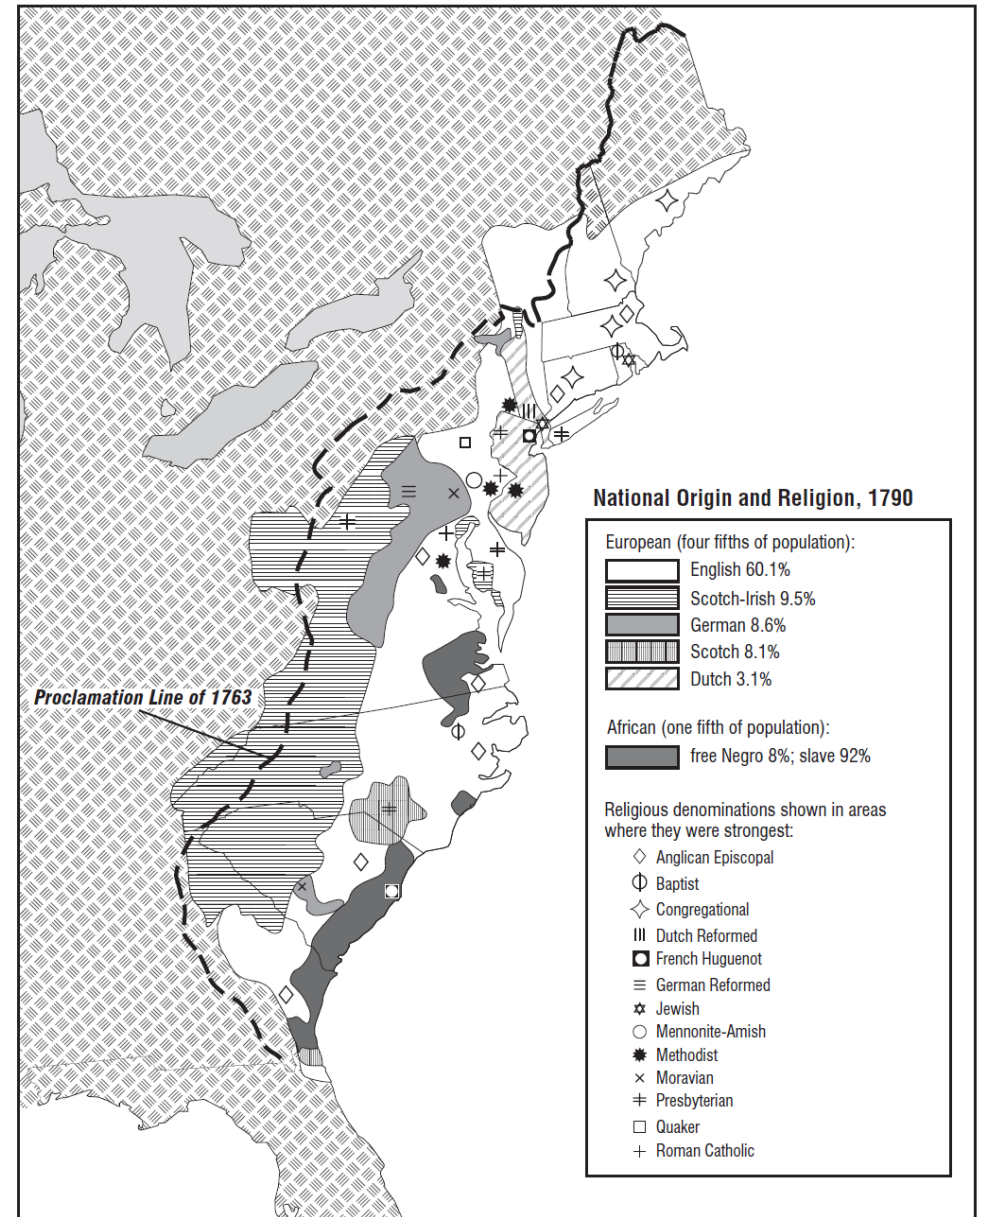 Proclamation Line of 1763
National Origin and Religion, 1790
European (four fifths of population):
English 60.1%
Scotch-Irish 9.5%
German 8.6%
Scotch 8.1%
Dutch 3.1%
African (one fifth of population):
free Negro 8%; slave 92%
Religious denominations shown in areas
where they were strongest:
Anglican Episcopal
Baptist
Congregational
Dutch Reformed
French Huguenot
German Reformed
Jewish
Mennonite-Amish
Methodist
Moravian
Presbyterian
Quaker
Roman Catholic